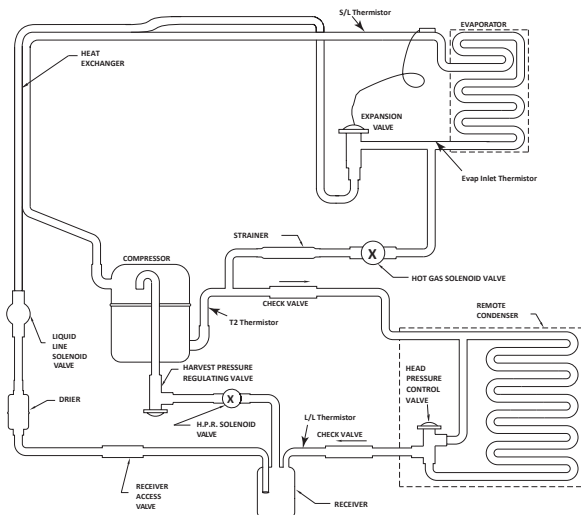 S/L Thermistor
EVAPORATOR
HEAT
EXCHANGER
EXPANSION
VALVE
Evap Inlet Thermistor
STRAINER
COMPRESSOR
X
HOT GAS SOLENOID VALVE
CHECK VALVE
REMOTE
CONDENSER
T2 Thermistor
LIQUID
LINE
SOLENOID
VALVE
HARVEST PRESSURE
REGULATING VALVE
HEAD
PRESSURE
CONTROL
VALVE
DRIER
X
H.P.R. SOLENOID
VALVE
L/L Thermistor
CHECK VALVE
RECEIVER
ACCESS
VALVE
RECEIVER